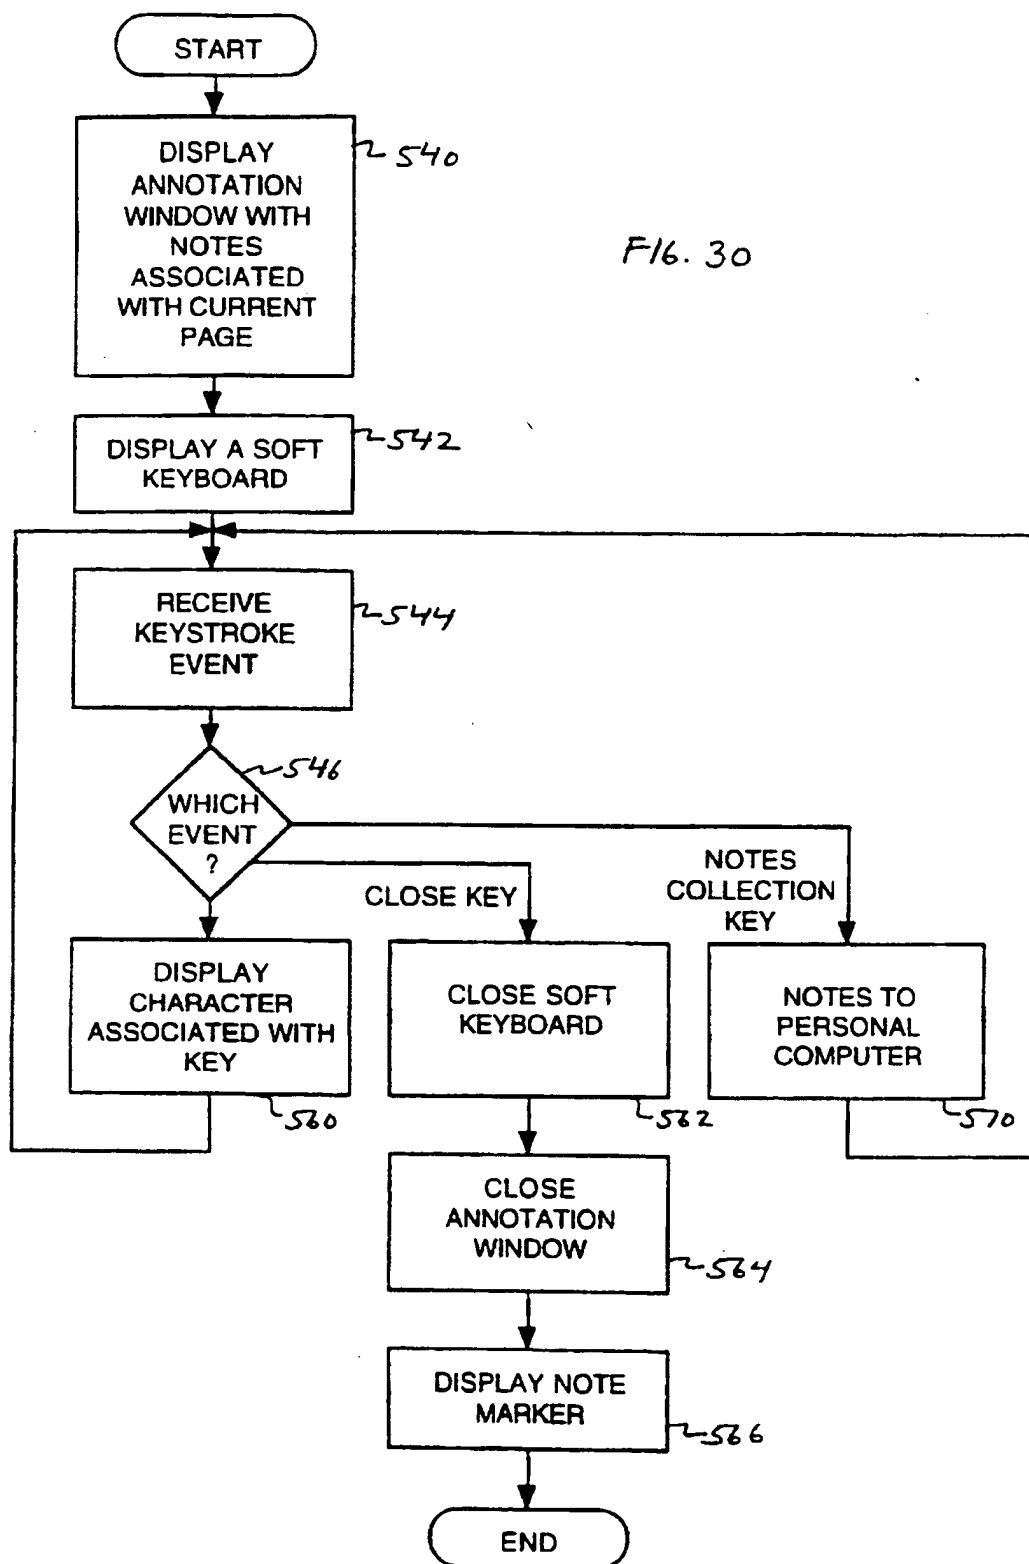 START
DISPLAY
ANNOTATION
WINDOW WITH
NOTES
ASSOCIATED
WITH CURRENT
PAGE
540
FIG. 30
DISPLAY A SOFT
KEYBOARD
542
RECEIVE
KEYSTROKE
EVENT
544
WHICH
EVENT
?
546
CLOSE KEY
NOTES
COLLECTION
KEY
DISPLAY
CHARACTER
ASSOCIATED WITH
KEY
560
CLOSE SOFT
KEYBOARD
562
NOTES TO
PERSONAL
COMPUTER
570
CLOSE
ANNOTATION
WINDOW
564
DISPLAY NOTE
MARKER
566
END